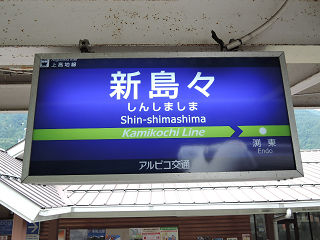 上高地線
新島々
しんしましま
Shin-shimashima
Kamikochi Line
渕東
Endo
アルピコ交通